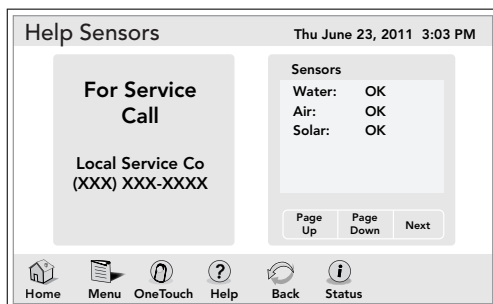 Help Sensors
Thu June 23, 2011 3:03 PM
For Service
Call
Local Service Co
(XXX) XXX-XXXX
Sensors
Water: OK
Air: OK
Solar: OK
Page Up
Page Down
Next
Home
Menu
OneTouch
?
Help
Back
i
Status